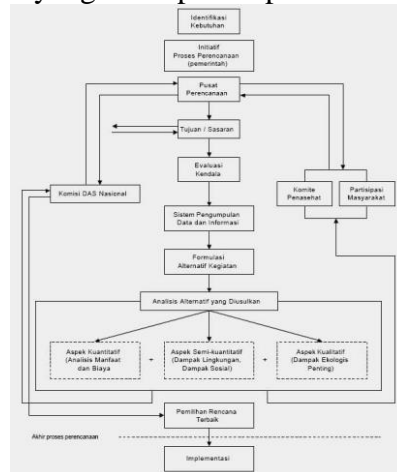 Identifikasi
Kebutuhan
Initiatif
Proses Perencanaan
(pemerintah)
Pusat
Perencanaan
Tujuan / Sasaran
Evaluasi
Kendala
Komisi DAS Nasional
Komite
Penasehat
Partisipasi
Masyarakat
Sistem Pengumpulan
Data dan Informasi
Formulasi
Alternatif Kegiatan
Analisis Alternatif yang Diusulkan
Aspek Kuantitatif
(Analisis Manfaat
dan Biaya
Aspek Semi-kuantitatif
(Dampak Lingkungan,
Dampak Sosial)
Aspek Kualitatif
(Dampak Ekologis
Penting)
Pemilihan Rencana
Terbaik
Akhir proses perencanaan
Implementasi